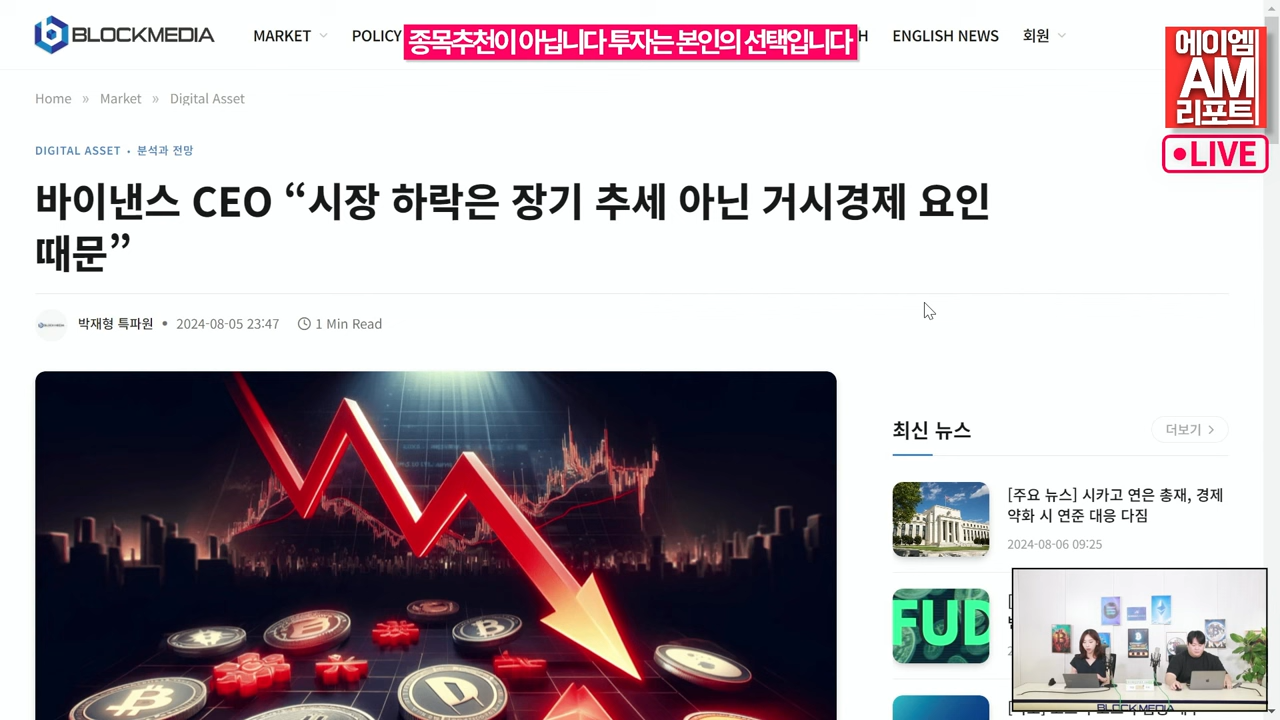 BLOCKMEDIA
MARKET
POLICY
종목추천이 아닙니다 투자는 본인의 선택입니다
H
ENGLISH NEWS
회원
에이엠
AM
리포트
LIVE
Home » Market » Digital Asset
DIGITAL ASSET • 분석과 전망
바이낸스 CEO “시장 하락은 장기 추세 아닌 거시경제 요인
때문”
박재형 특파원 • 2024-08-05 23:47 1 Min Read
최신 뉴스
더보기
[주요 뉴스] 시카고 연은 총재, 경제
약화 시 연준 대응 다짐
2024-08-06 09:25
FUD
BLOCKMEDIA